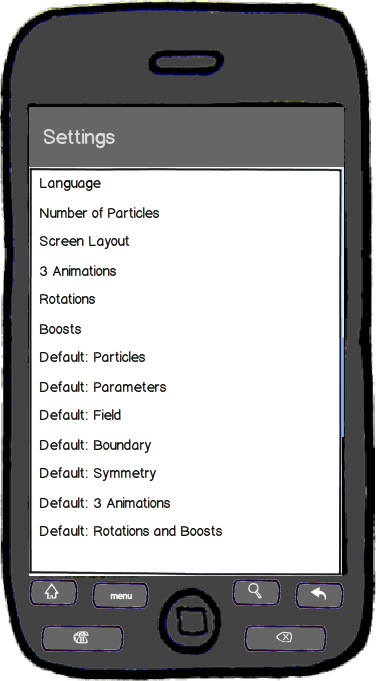 Settings
Language
Number of Particles
Screen Layout
3 Animations
Rotations
Boosts
Default: Particles
Default: Parameters
Default: Field
Default: Boundary
Default: Symmetry
Default: 3 Animations
Default: Rotations and Boosts
menu